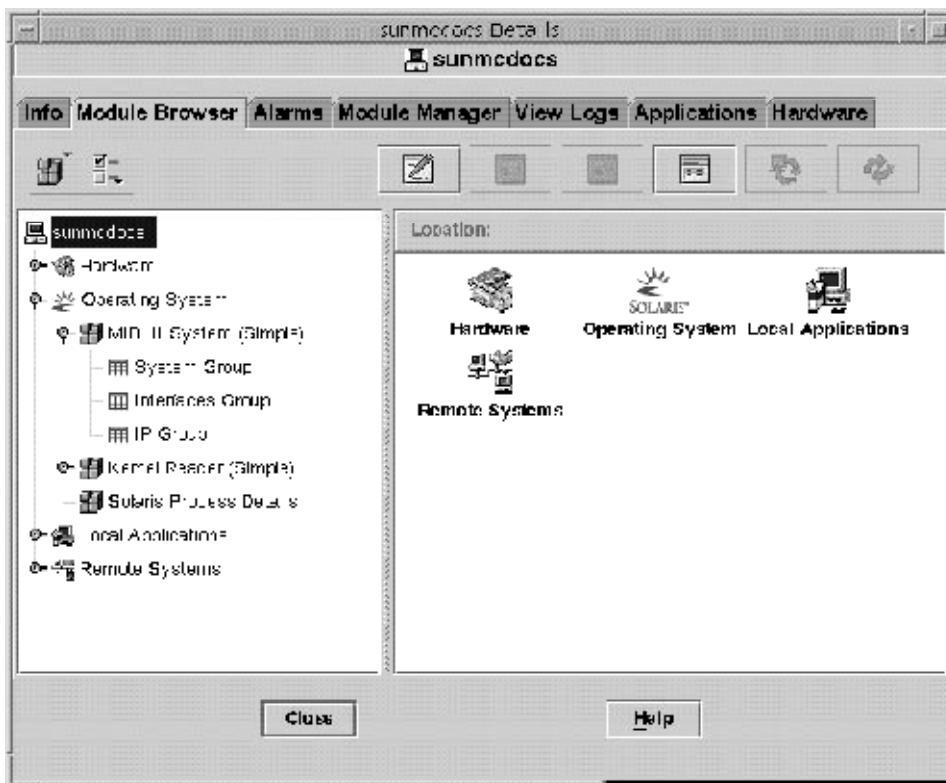 sunmcdocs Details
sunmcdocs
Info Module Browser Alarms Module Manager View Logs Applications Hardware
sunmcdocs
Location:
Hardware
Operating System
MIB-II System (Simple)
System Group
Interfaces Group
IP Group
Kernel Reader (Simple)
Solaris Process Details
Local Applications
Remote Systems
SOLARIS
Hardware Operating System Local Applications
Remote Systems
Close Help